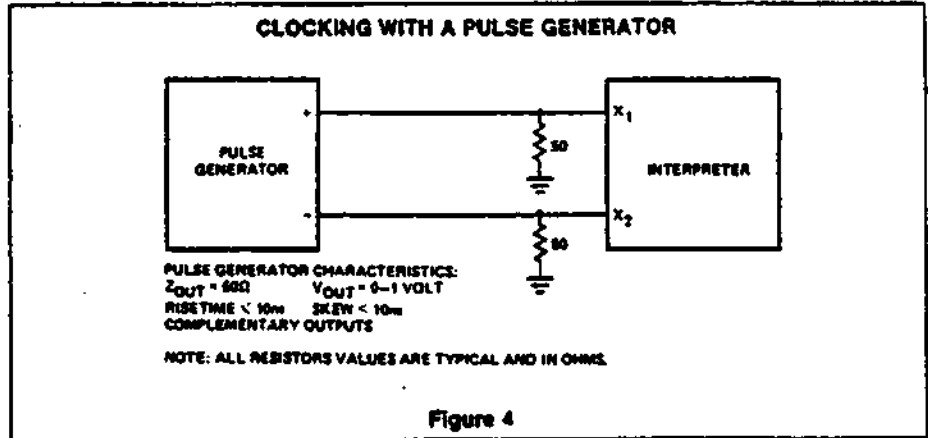 CLOCKING WITH A PULSE GENERATOR
+
X1
50
PULSE
GENERATOR
INTERPRETER
-
X2
50
PULSE GENERATOR CHARACTERISTICS:
ZOUT = 50Ω VOUT = 0–1 VOLT
RISETIME < 10ns SKEW < 10ns
COMPLEMENTARY OUTPUTS
NOTE: ALL RESISTORS VALUES ARE TYPICAL AND IN OHMS.
Figure 4